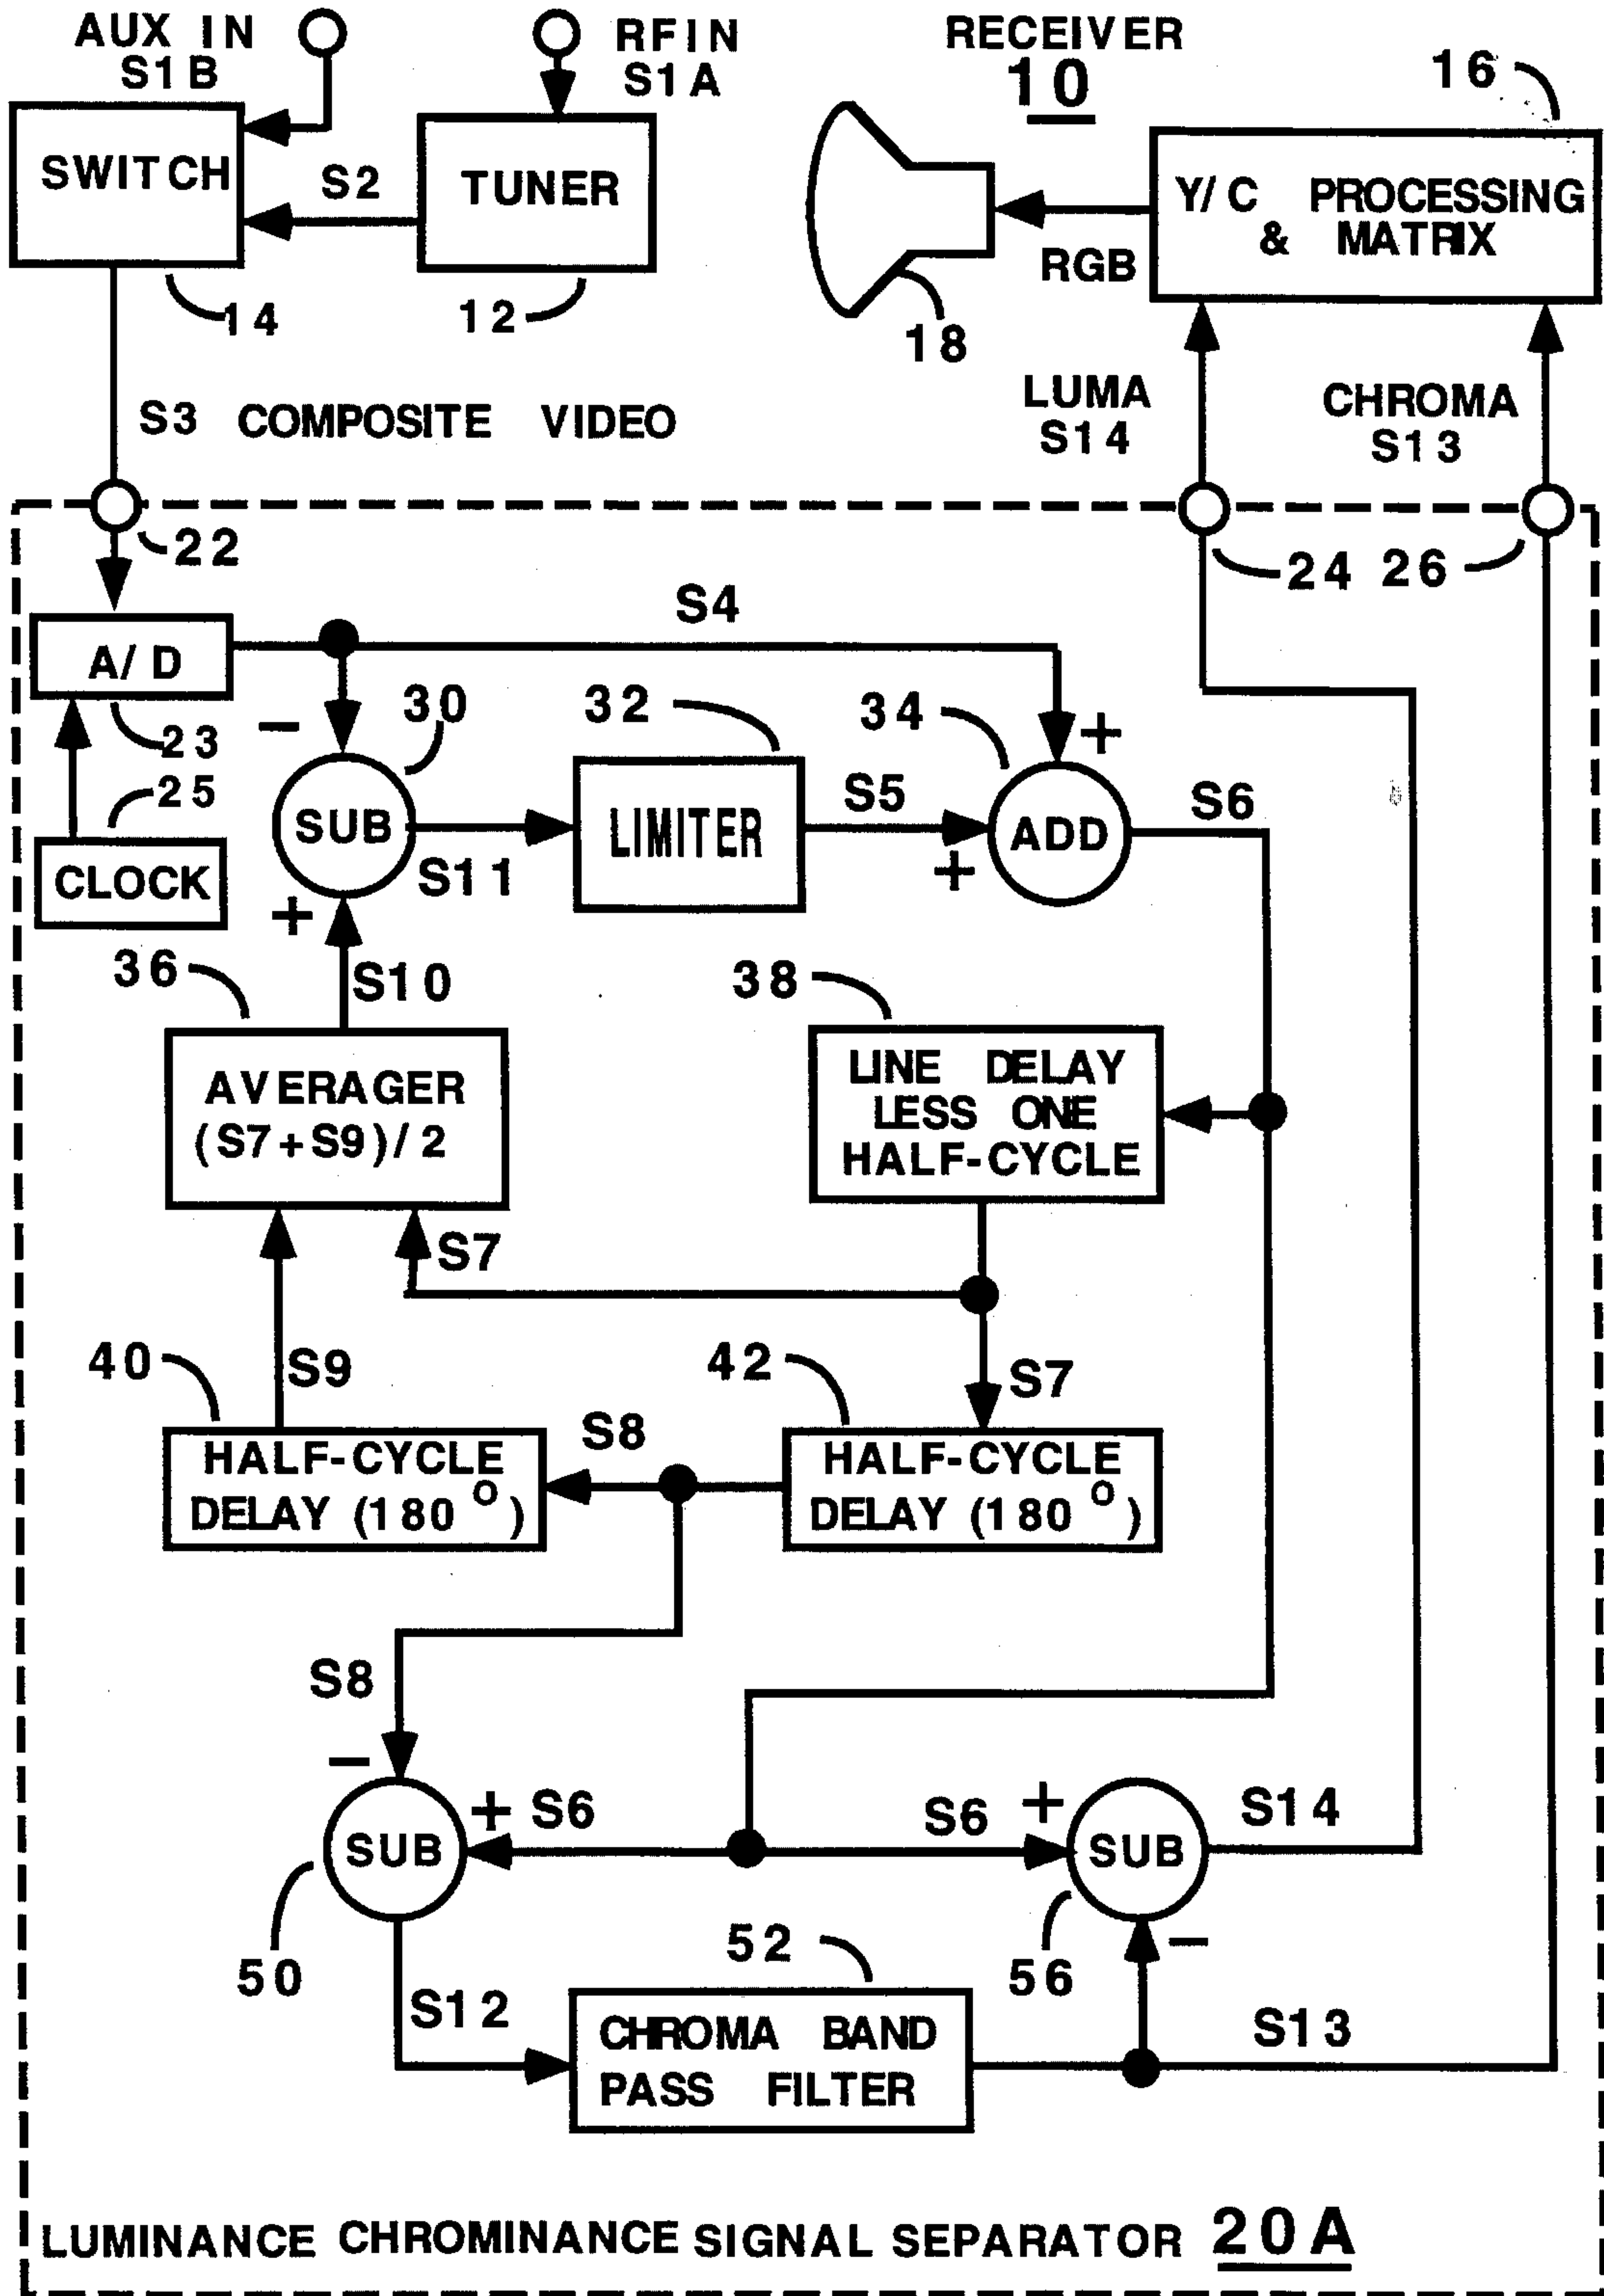 AUX IN
S1B
RF IN
S1A
RECEIVER
10
16
SWITCH
S2
TUNER
Y/C PROCESSING
& MATRIX
RGB
14
12
18
LUMA
S14
CHROMA
S13
S3 COMPOSITE VIDEO
22
24
26
S4
A/D
23
30
32
34
-
+
25
SUB
S11
LIMITER
S5
+
ADD
S6
CLOCK
+
36
S10
38
AVERAGER
(S7+S9)/2
LINE DELAY
LESS ONE
HALF-CYCLE
S7
40
S9
42
S7
HALF-CYCLE
DELAY (180°)
S8
HALF-CYCLE
DELAY (180°)
S8
-
+
S6
S6
+
S14
SUB
SUB
50
52
56
-
S12
CHROMA BAND
PASS FILTER
S13
LUMINANCE CHROMINANCE SIGNAL SEPARATOR 20A